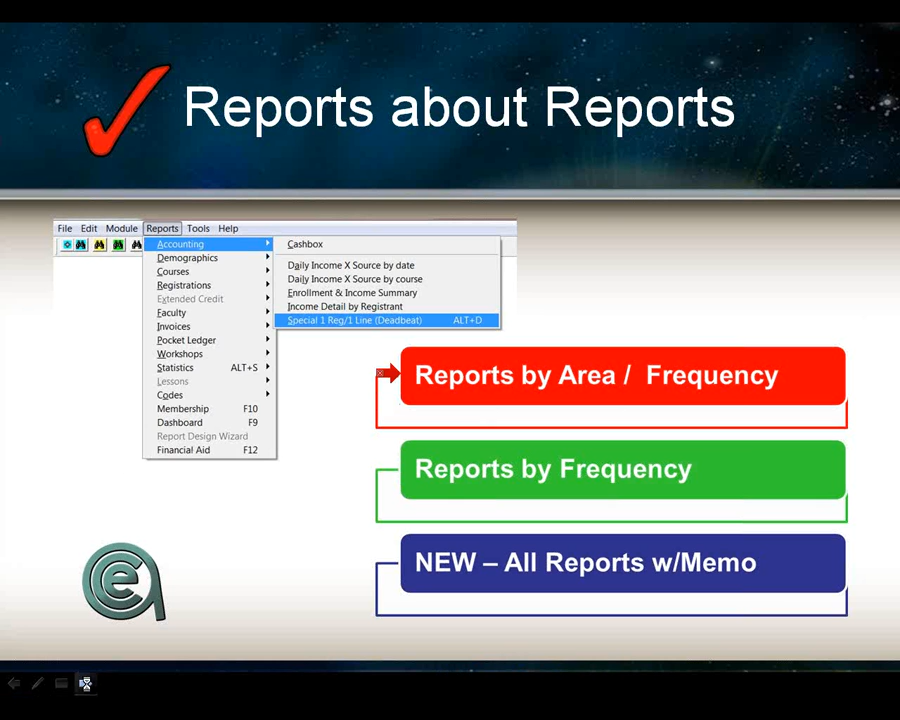 Reports about Reports
File Edit Module Reports Tools Help
Accounting
Demographics
Courses
Registrations
Extended Credit
Faculty
Invoices
Pocket Ledger
Workshops
Statistics ALT+S
Lessons
Codes
Membership F10
Dashboard F9
Report Design Wizard
Financial Aid F12
Cashbox
Daily Income X Source by date
Daily Income X Source by course
Enrollment & Income Summary
Income Detail by Registrant
Special 1 Reg/1 Line (Deadbeat) ALT+D
Reports by Area / Frequency
Reports by Frequency
NEW – All Reports w/Memo